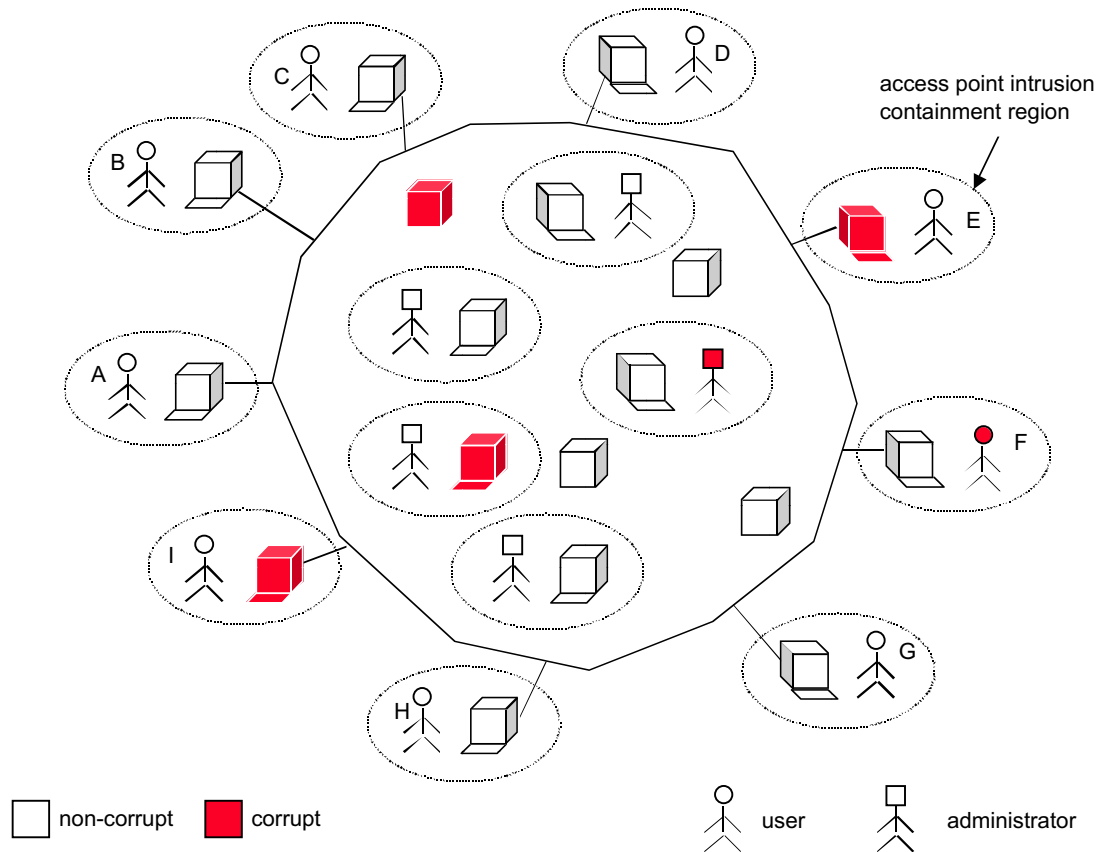 C
D
access point intrusion
containment region
B
E
A
F
I
G
H
non-corrupt
corrupt
user
administrator